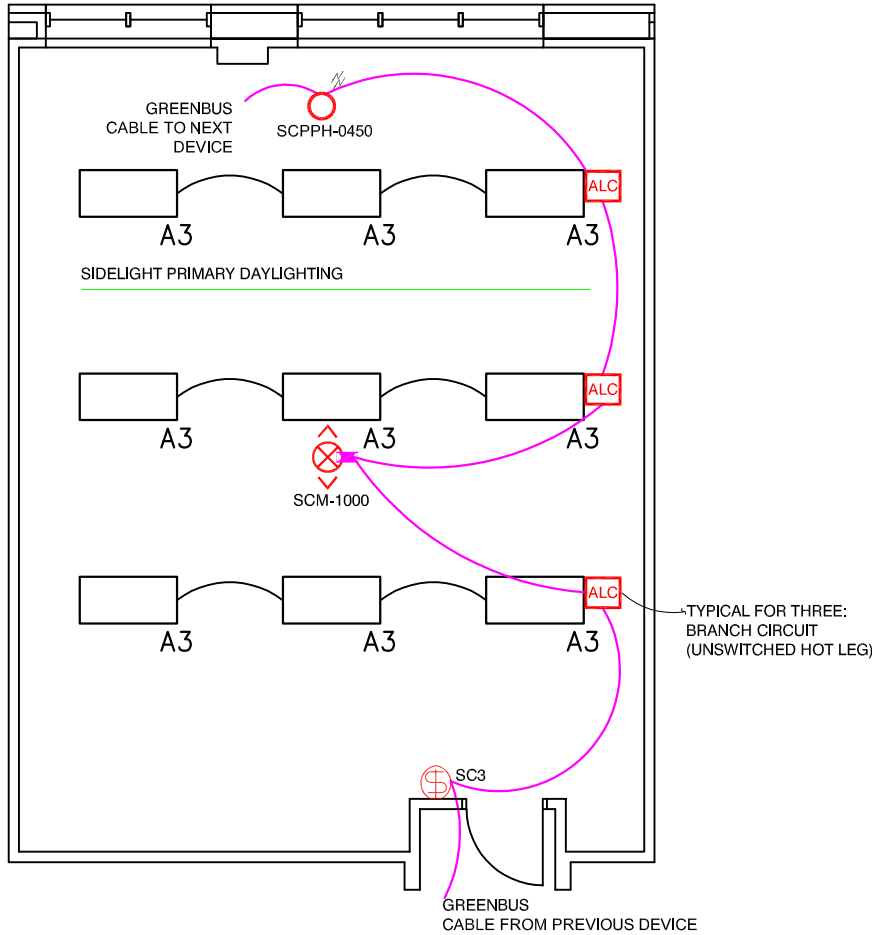 GREENBUS
CABLE TO NEXT
DEVICE
SCPPH-0450
ALC
A3
A3
A3
SIDELIGHT PRIMARY DAYLIGHTING
ALC
A3
A3
A3
SCM-1000
ALC
A3
A3
A3
TYPICAL FOR THREE:
BRANCH CIRCUIT
(UNSWITCHED HOT LEG)
SC3
GREENBUS
CABLE FROM PREVIOUS DEVICE